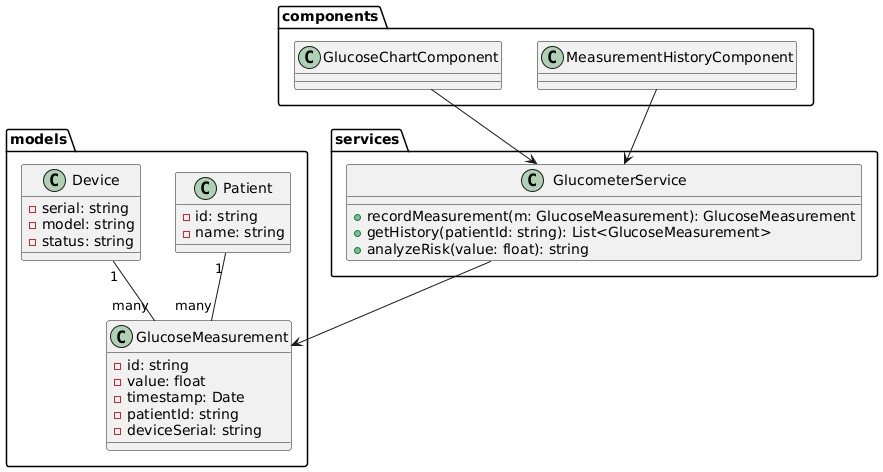 components
C GlucoseChartComponent
C MeasurementHistoryComponent
models
C Device
serial: string
model: string
status: string
C Patient
id: string
name: string
services
C GlucometerService
recordMeasurement(m: GlucoseMeasurement): GlucoseMeasurement
getHistory(patientId: string): List<GlucoseMeasurement>
analyzeRisk(value: float): string
1
1
many
many
C GlucoseMeasurement
id: string
value: float
timestamp: Date
patientId: string
deviceSerial: string